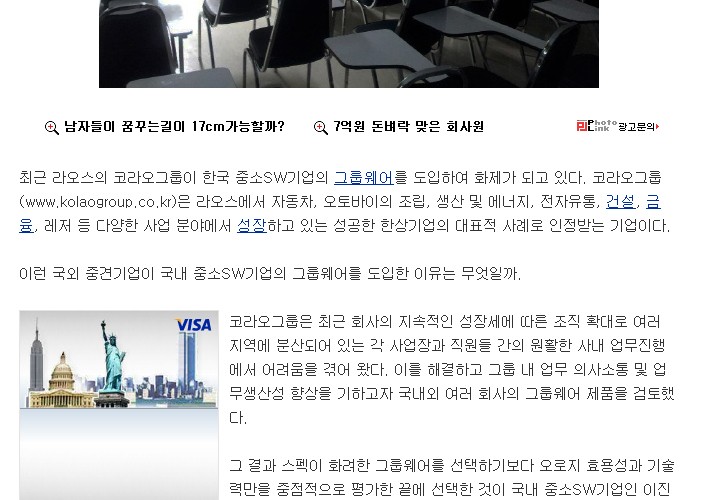 남자들이 꿈꾸는길이 17cm가능할까?
7억원 돈벼락 맞은 회사원
Photo Link 광고문의
최근 라오스의 코라오그룹이 한국 중소SW기업의 그룹웨어를 도입하여 화제가 되고 있다. 코라오그룹
(www.kolaogroup.co.kr)은 라오스에서 자동차, 오토바이의 조립, 생산 및 에너지, 전자유통, 건설, 금
융, 레저 등 다양한 사업 분야에서 성장하고 있는 성공한 한상기업의 대표적 사례로 인정받는 기업이다.
이런 국외 중견기업이 국내 중소SW기업의 그룹웨어를 도입한 이유는 무엇일까.
VISA
코라오그룹은 최근 회사의 지속적인 성장세에 따른 조직 확대로 여러
지역에 분산되어 있는 각 사업장과 직원들 간의 원활한 사내 업무진행
에서 어려움을 겪어 왔다. 이를 해결하고 그룹 내 업무 의사소통 및 업
무생산성 향상을 기하고자 국내외 여러 회사의 그룹웨어 제품을 검토했
다.
그 결과 스펙이 화려한 그룹웨어를 선택하기보다 오로지 효용성과 기술
력만을 중점적으로 평가한 끝에 선택한 것이 국내 중소SW기업인 이진